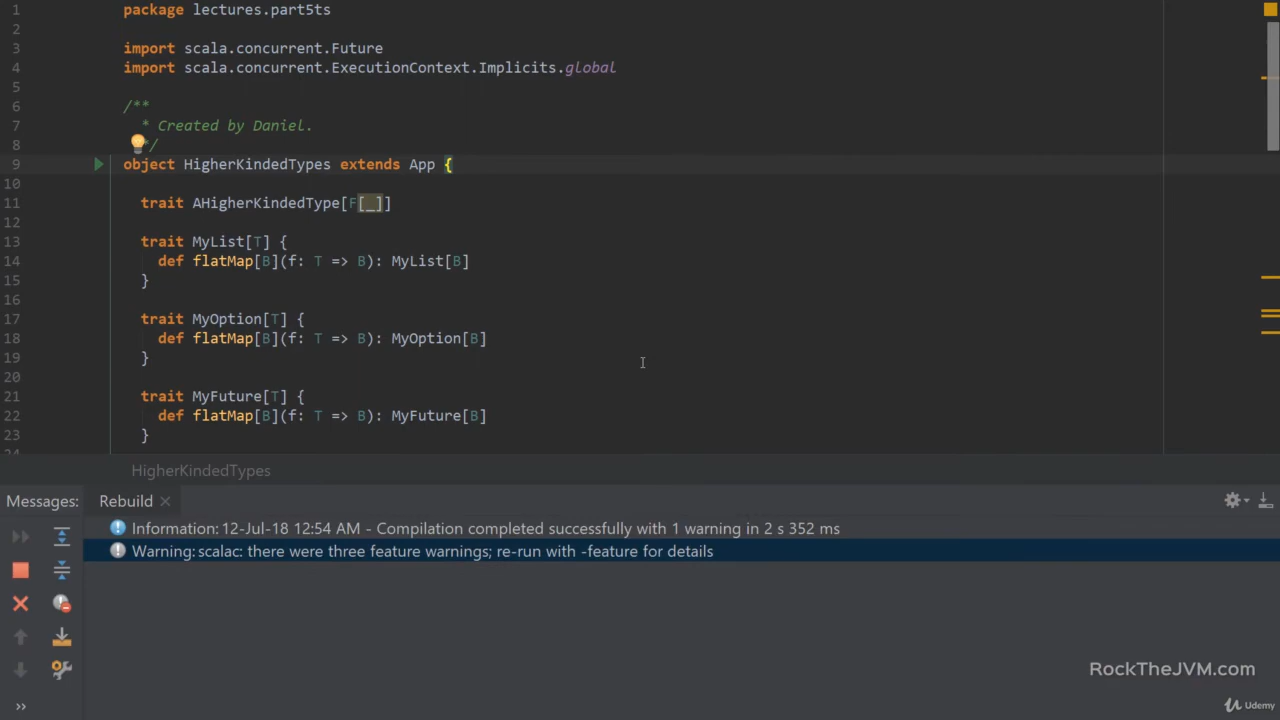 1 package lectures.part5ts
2
3 import scala.concurrent.Future
4 import scala.concurrent.ExecutionContext.Implicits.global
5
6 /**
7 * Created by Daniel.
8 */
9 object HigherKindedTypes extends App {
10
11 trait AHigherKindedType[F[_]]
12
13 trait MyList[T] {
14 def flatMap[B](f: T => B): MyList[B]
15 }
16
17 trait MyOption[T] {
18 def flatMap[B](f: T => B): MyOption[B]
19 }
20
21 trait MyFuture[T] {
22 def flatMap[B](f: T => B): MyFuture[B]
23 }
24
HigherKindedTypes
Messages: Rebuild
Information: 12-Jul-18 12:54 AM - Compilation completed successfully with 1 warning in 2 s 352 ms
Warning: scalac: there were three feature warnings; re-run with -feature for details
RockTheJVM.com
Udemy